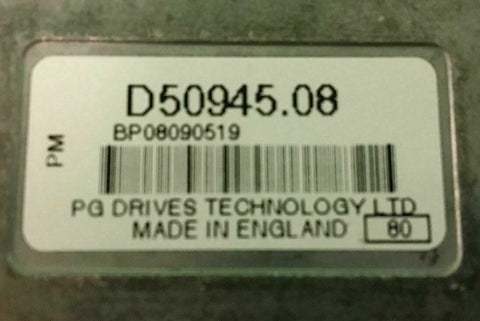 D50945.08
BP08090519
PM
PG DRIVES TECHNOLOGY LTD
MADE IN ENGLAND 80